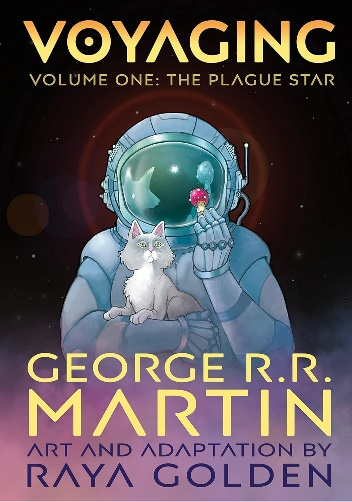 VOYAGING
VOLUME ONE: THE PLAGUE STAR
GEORGE R.R.
MARTIN
ART AND ADAPTATION BY
RAYA GOLDEN